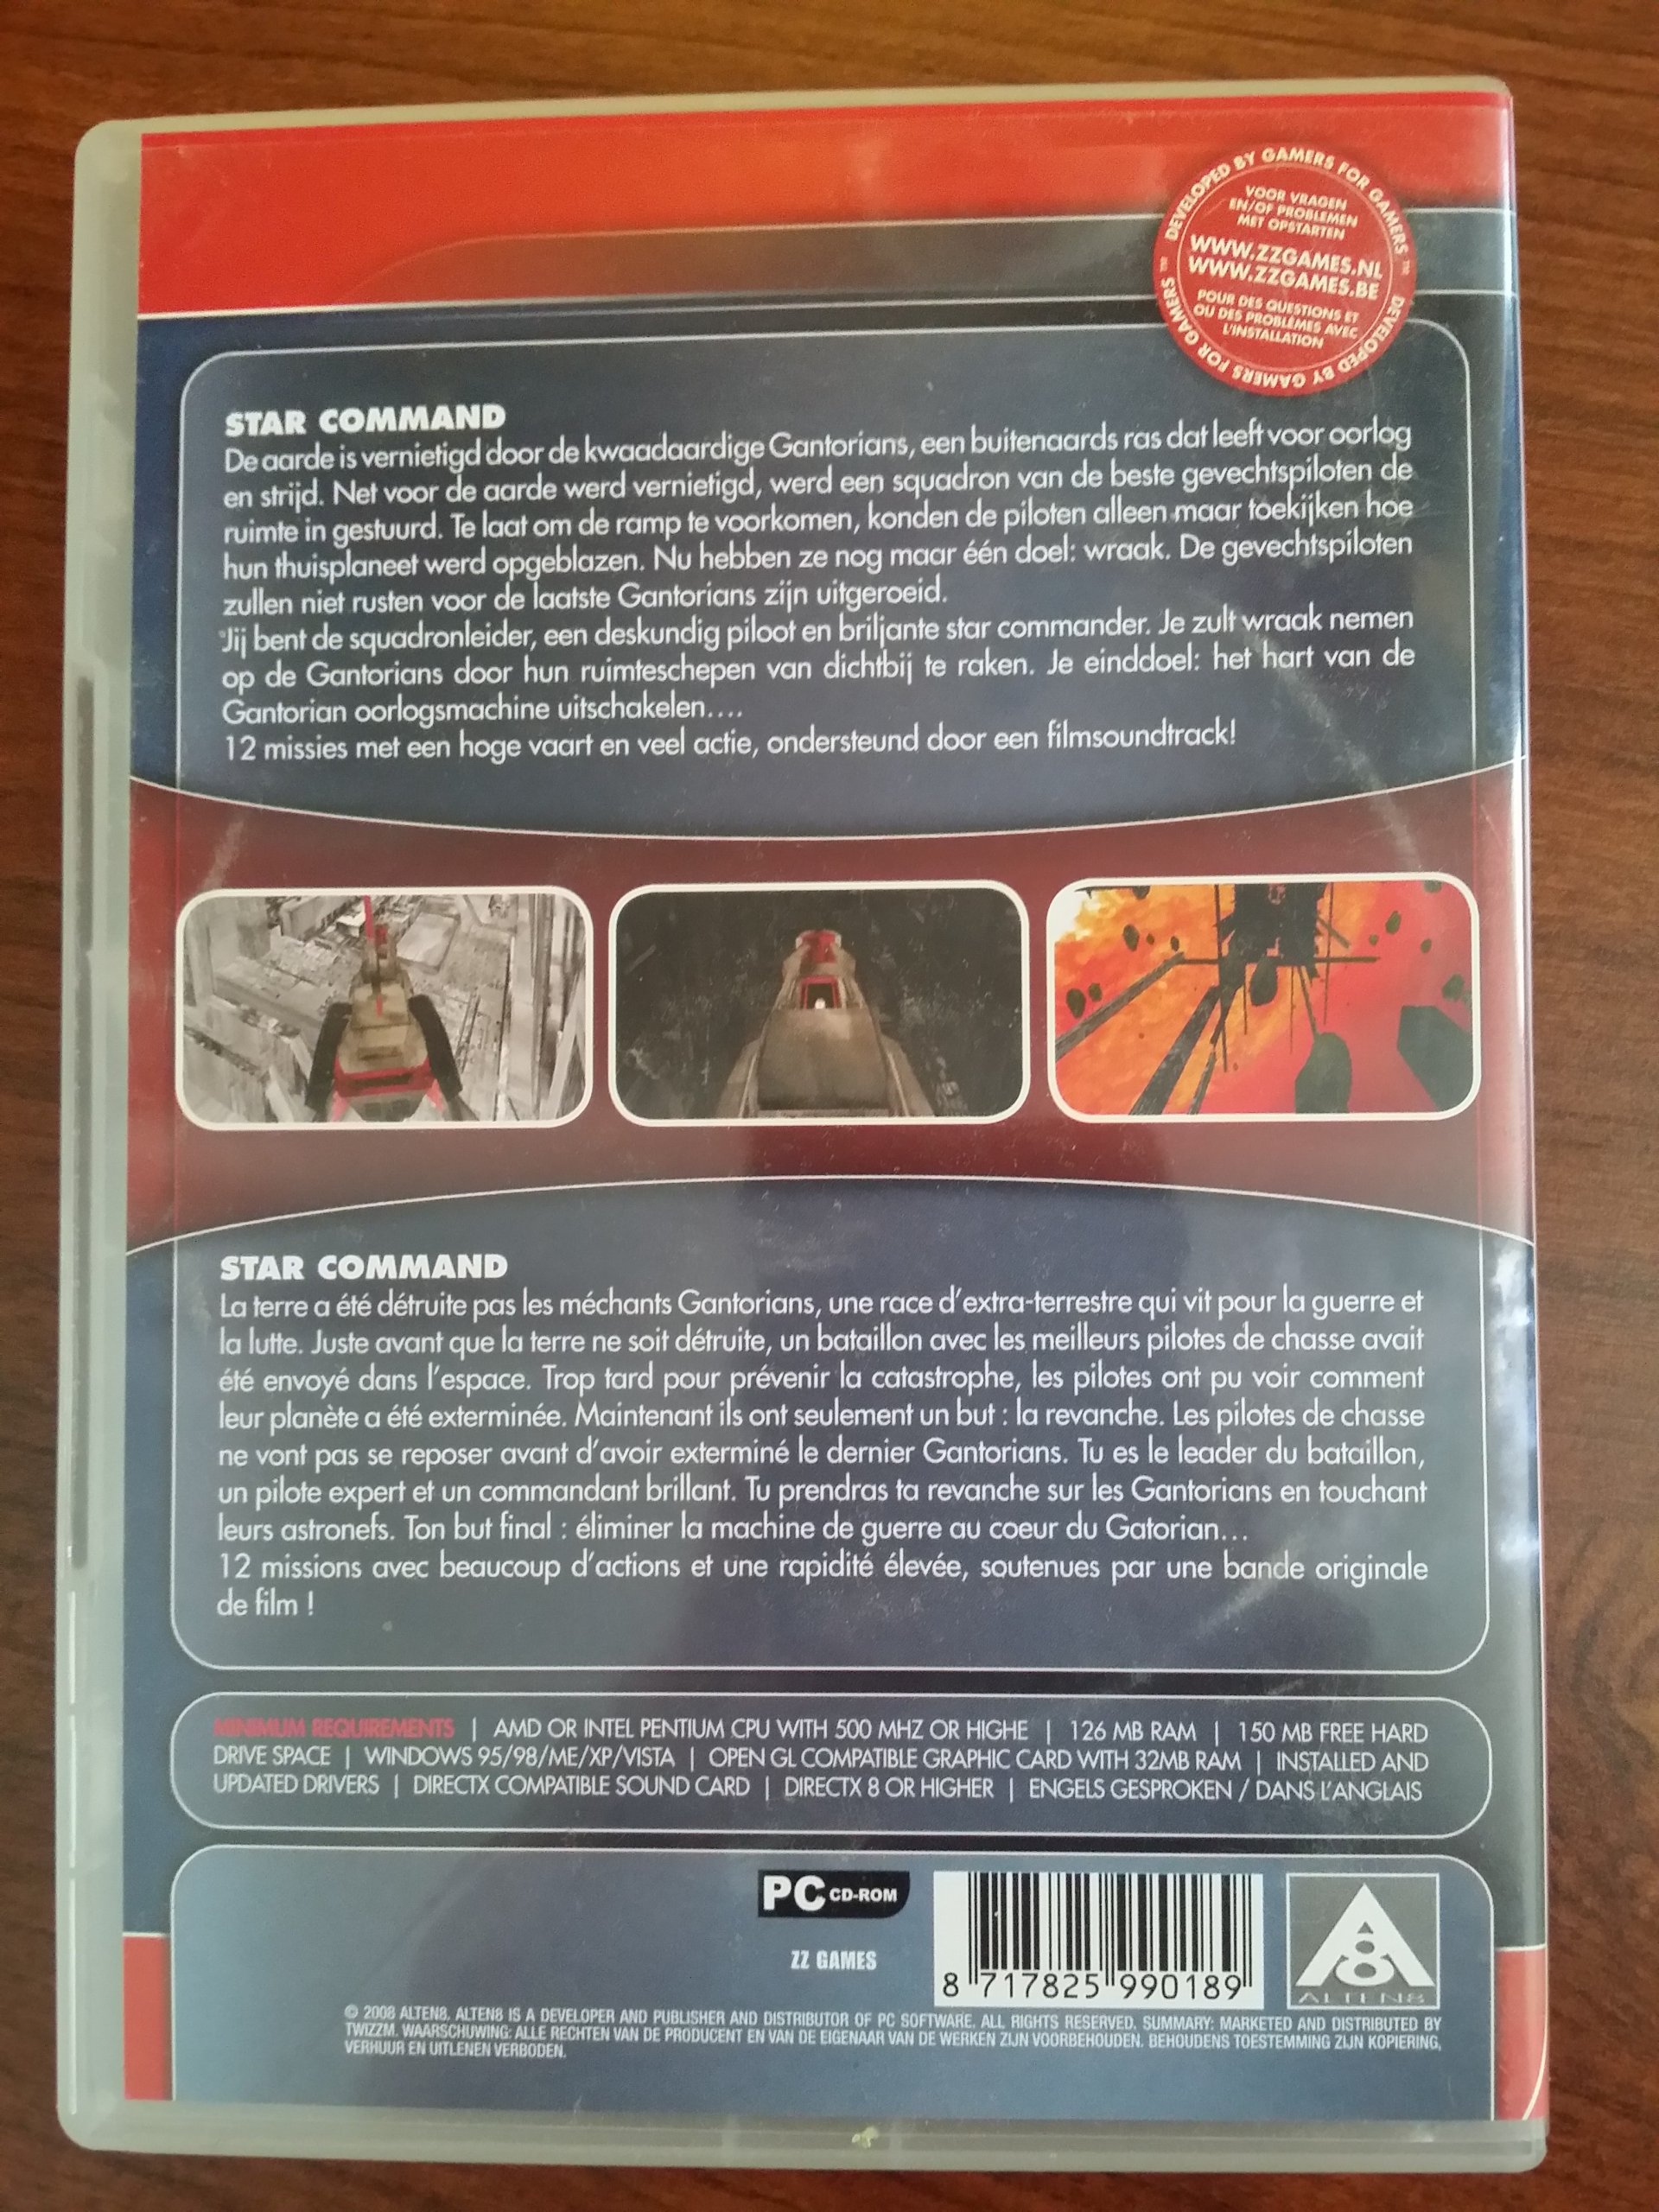 DEVELOPED BY GAMERS FOR GAMERS ™ DEVELOPED BY GAMERS FOR GAMERS ™
VOOR VRAGEN
EN/OF PROBLEMEN
MET OPSTARTEN
WWW.ZZGAMES.NL
WWW.ZZGAMES.BE
POUR DES QUESTIONS ET
OU DES PROBLÈMES AVEC
L'INSTALLATION
STAR COMMAND
De aarde is vernietigd door de kwaadaardige Gantorians, een buitenaards ras dat leeft voor oorlog
en strijd. Net voor de aarde werd vernietigd, werd een squadron van de beste gevechtspiloten de
ruimte in gestuurd. Te laat om de ramp te voorkomen, konden de piloten alleen maar toekijken hoe
hun thuisplaneet werd opgeblazen. Nu hebben ze nog maar één doel: wraak. De gevechtspiloten
zullen niet rusten voor de laatste Gantorians zijn uitgeroeid.
Jij bent de squadronleider, een deskundig piloot en briljante star commander. Je zult wraak nemen
op de Gantorians door hun ruimteschepen van dichtbij te raken. Je einddoel: het hart van de
Gantorian oorlogsmachine uitschakelen....
12 missies met een hoge vaart en veel actie, ondersteund door een filmsoundtrack!
STAR COMMAND
La terre a été détruite pas les méchants Gantorians, une race d'extra-terrestre qui vit pour la guerre et
la lutte. Juste avant que la terre ne soit détruite, un bataillon avec les meilleurs pilotes de chasse avait
été envoyé dans l'espace. Trop tard pour prévenir la catastrophe, les pilotes ont pu voir comment
leur planète a été exterminée. Maintenant ils ont seulement un but : la revanche. Les pilotes de chasse
ne vont pas se reposer avant d'avoir exterminé le dernier Gantorians. Tu es le leader du bataillon,
un pilote expert et un commandant brillant. Tu prendras ta revanche sur les Gantorians en touchant
leurs astronefs. Ton but final : éliminer la machine de guerre au coeur du Gatorian...
12 missions avec beaucoup d'actions et une rapidité élevée, soutenues par une bande originale
de film !
MINIMUM REQUIREMENTS | AMD OR INTEL PENTIUM CPU WITH 500 MHZ OR HIGHE | 126 MB RAM | 150 MB FREE HARD
DRIVE SPACE | WINDOWS 95/98/ME/XP/VISTA | OPEN GL COMPATIBLE GRAPHIC CARD WITH 32MB RAM | INSTALLED AND
UPDATED DRIVERS | DIRECTX COMPATIBLE SOUND CARD | DIRECTX 8 OR HIGHER | ENGELS GESPROKEN / DANS L'ANGLAIS
PC CD-ROM
ZZ GAMES
8 717825 990189
A8
ALTEN8
© 2008 ALTEN8. ALTEN8 IS A DEVELOPER AND PUBLISHER AND DISTRIBUTOR OF PC SOFTWARE. ALL RIGHTS RESERVED. SUMMARY: MARKETED AND DISTRIBUTED BY
TWIZZM. WAARSCHUWING: ALLE RECHTEN VAN DE PRODUCENT EN VAN DE EIGENAAR VAN DE WERKEN ZIJN VOORBEHOUDEN. BEHOUDENS TOESTEMMING ZIJN KOPIERING,
VERHUUR EN UITLENEN VERBODEN.